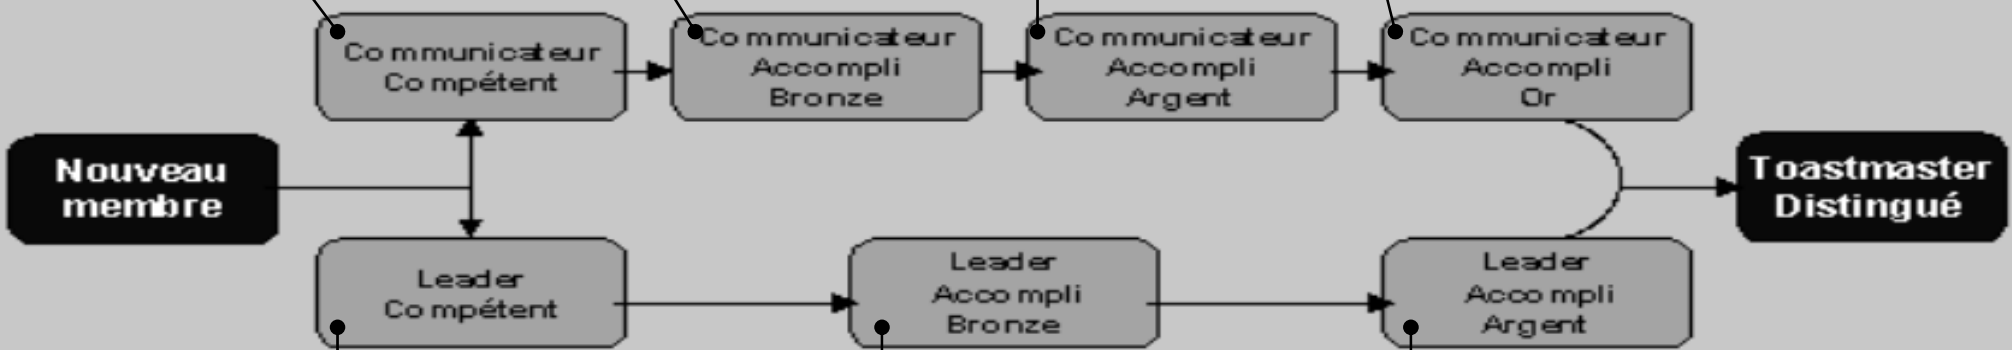 Communicateur
Compétent
Communicateur
Accompli
Bronze
Communicateur
Accompli
Argent
Communicateur
Accompli
Or
Nouveau
membre
Toastmaster
Distingué
Leader
Compétent
Leader
Accompli
Bronze
Leader
Accompli
Argent